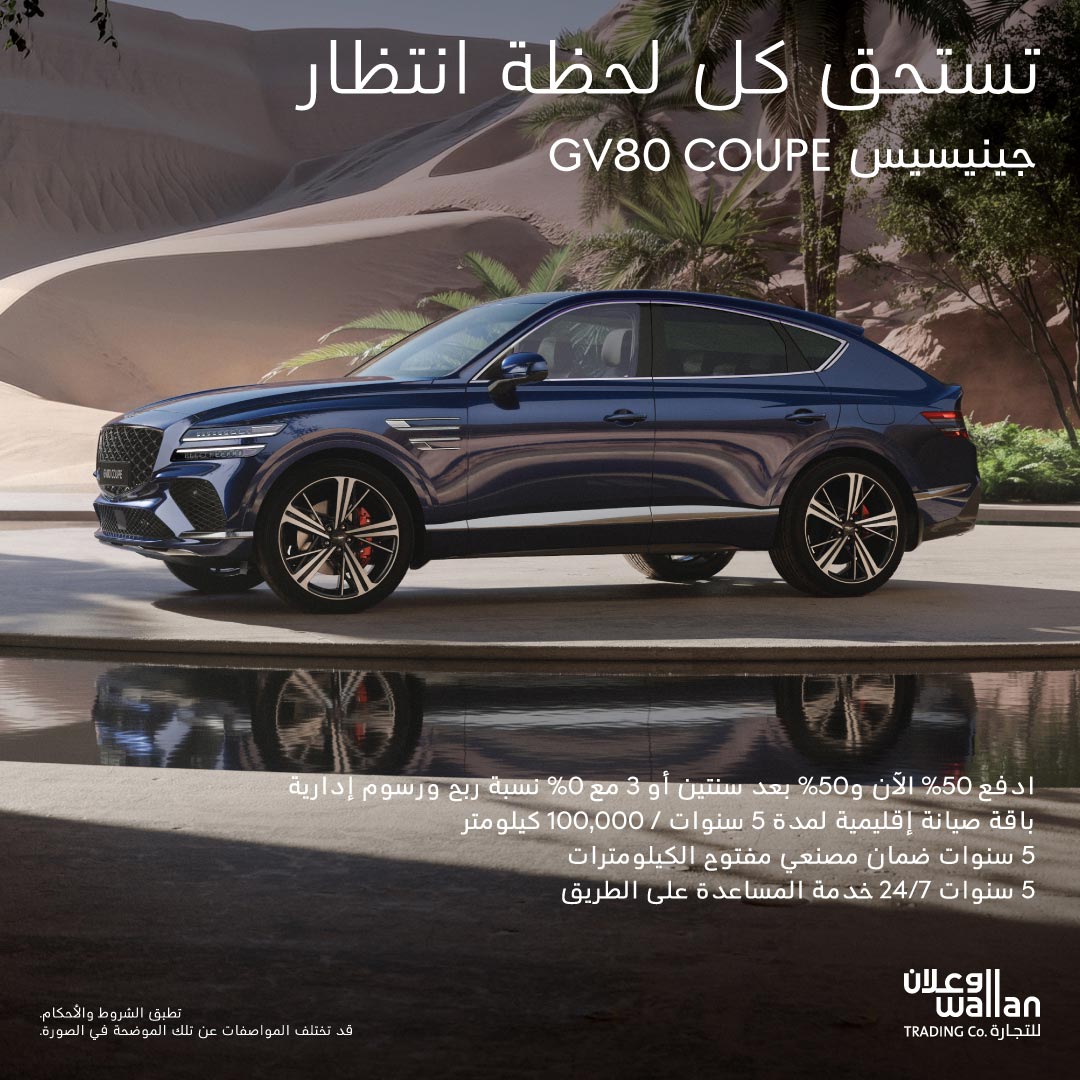 تستحق كل لحظة انتظار
جينيسيس GV80 COUPE
GV80 COUPE
ادفع 50% الآن و50% بعد سنتين أو 3 مع 0% نسبة ربح ورسوم إدارية
باقة صيانة إقليمية لمدة 5 سنوات / 100,000 كيلومتر
5 سنوات ضمان مصنعي مفتوح الكيلومترات
5 سنوات 24/7 خدمة المساعدة على الطريق
الوعلان
wallan
للتجارة TRADING Co.
تطبق الشروط والأحكام.
قد تختلف المواصفات عن تلك الموضحة في الصورة.